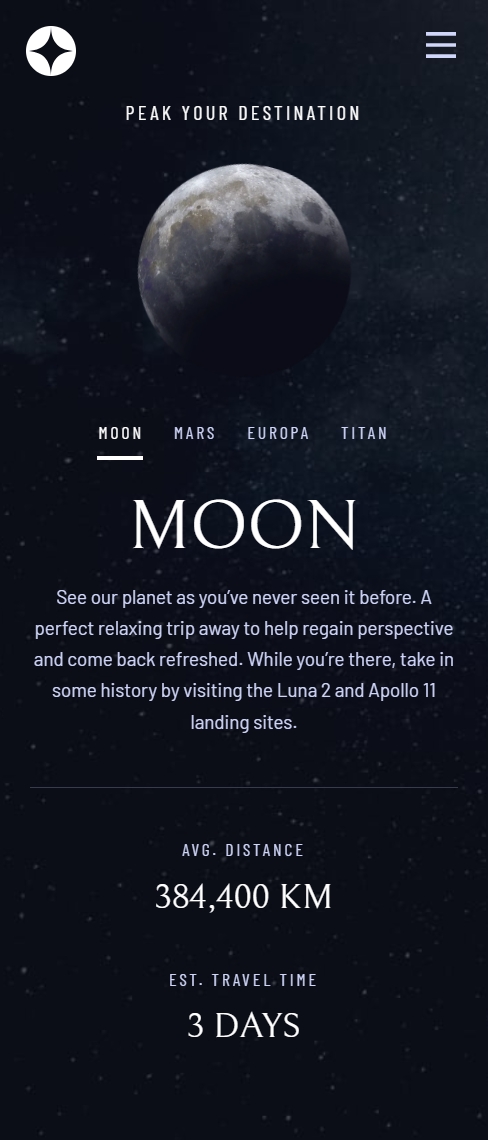 PEAK YOUR DESTINATION
MOON MARS EUROPA TITAN
MOON
See our planet as you’ve never seen it before. A
perfect relaxing trip away to help regain perspective
and come back refreshed. While you’re there, take in
some history by visiting the Luna 2 and Apollo 11
landing sites.
AVG. DISTANCE
384,400 KM
EST. TRAVEL TIME
3 DAYS